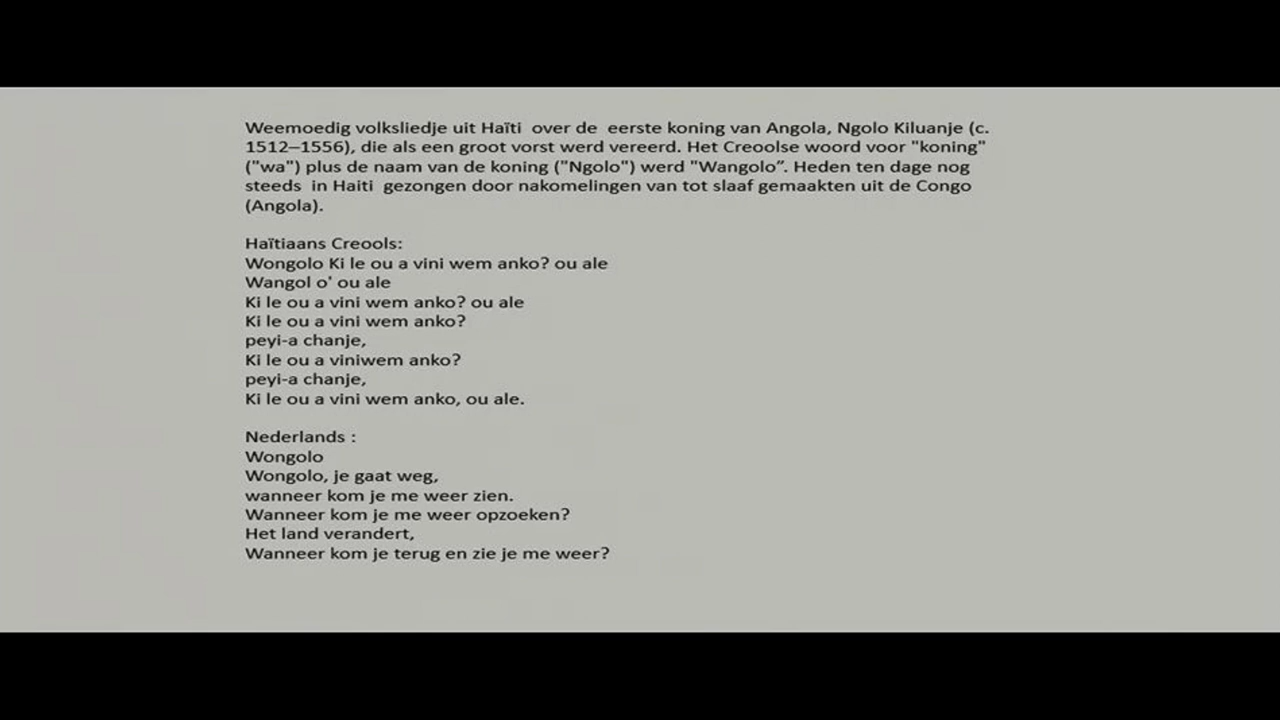 Weemoedig volksliedje uit Haïti  over de  eerste koning van Angola, Ngolo Kiluanje (c.
1512–1556), die als een groot vorst werd vereerd. Het Creoolse woord voor "koning"
("wa") plus de naam van de koning ("Ngolo") werd "Wangolo”. Heden ten dage nog
steeds  in Haiti  gezongen door nakomelingen van tot slaaf gemaakten uit de Congo
(Angola).
Haïtiaans Creools:
Wongolo Ki le ou a vini wem anko? ou ale
Wangol o' ou ale
Ki le ou a vini wem anko? ou ale
Ki le ou a vini wem anko?
peyi-a chanje,
Ki le ou a viniwem anko?
peyi-a chanje,
Ki le ou a vini wem anko, ou ale.
Nederlands :
Wongolo
Wongolo, je gaat weg,
wanneer kom je me weer zien.
Wanneer kom je me weer opzoeken?
Het land verandert,
Wanneer kom je terug en zie je me weer?